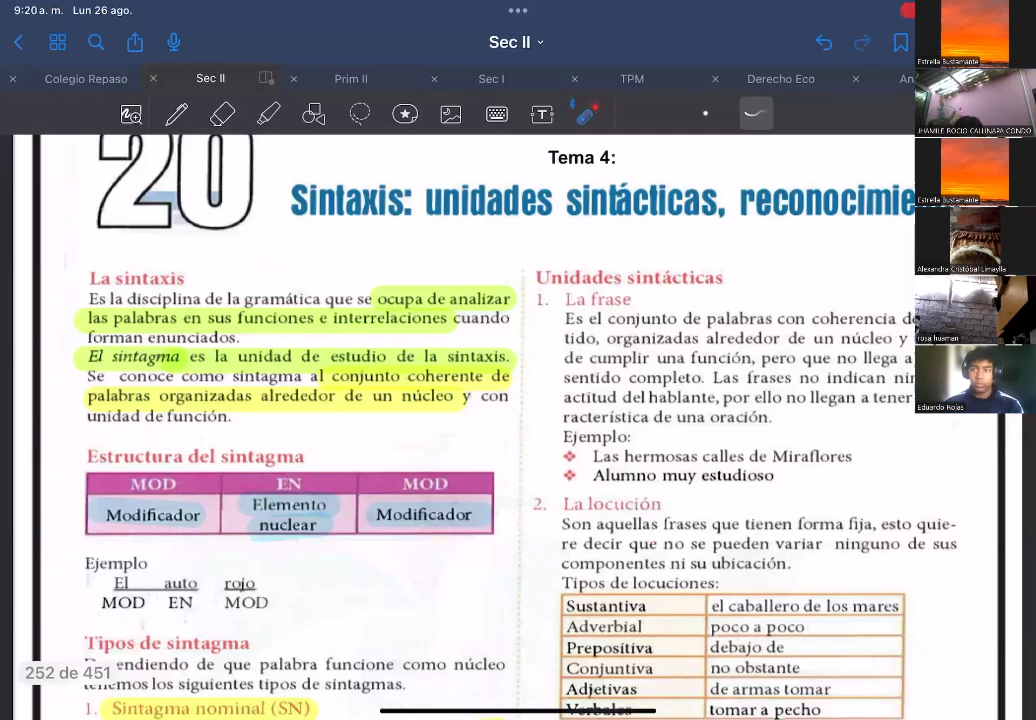 9:20 a. m. Lun 26 ago.
Sec II
Colegio Repaso
Sec II
Prim II
Sec I
TPM
Derecho Eco
An
20
Tema 4:
Sintaxis: unidades sintácticas, reconocimie
La sintaxis
Es la disciplina de la gramática que se ocupa de analizar
las palabras en sus funciones e interrelaciones cuando
forman enunciados.
El sintagma es la unidad de estudio de la sintaxis.
Se conoce como sintagma al conjunto coherente de
palabras organizadas alrededor de un núcleo y con
unidad de función.
Estructura del sintagma
MOD EN MOD
Modificador Elemento nuclear Modificador
Ejemplo
El auto rojo
MOD EN MOD
Tipos de sintagma
endiendo de que palabra funcione como núcleo
tenemos los siguientes tipos de sintagmas.
252 de 451
1. Sintagma nominal (SN)
Unidades sintácticas
1. La frase
Es el conjunto de palabras con coherencia de
tido, organizadas alrededor de un núcleo y
de cumplir una función, pero que no llega a
sentido completo. Las frases no indican nin
actitud del hablante, por ello no llegan a tener
racterística de una oración.
Ejemplo:
❖ Las hermosas calles de Miraflores
❖ Alumno muy estudioso
2. La locución
Son aquellas frases que tienen forma fija, esto quie-
re decir que no se pueden variar ninguno de sus
componentes ni su ubicación.
Tipos de locuciones:
Sustantiva el caballero de los mares
Adverbial poco a poco
Prepositiva debajo de
Conjuntiva no obstante
Adjetivas de armas tomar
Verbales tomar a pecho
Estrella Bustamante
JHAMILE ROCIO CALLINAPA CONDO
Estrella Bustamante
Alexandra Cristóbal Limaylla
rosa huaman
Eduardo Rojas